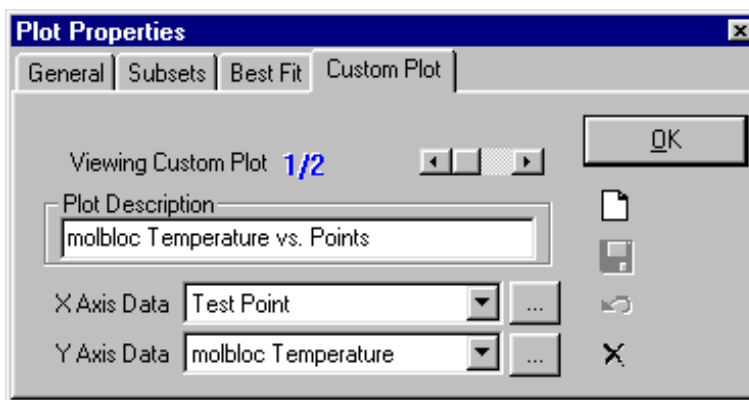 Plot Properties
General Subsets Best Fit Custom Plot
Viewing Custom Plot 1/2
OK
Plot Description
molbloc Temperature vs. Points
X Axis Data Test Point ...
Y Axis Data molbloc Temperature ...